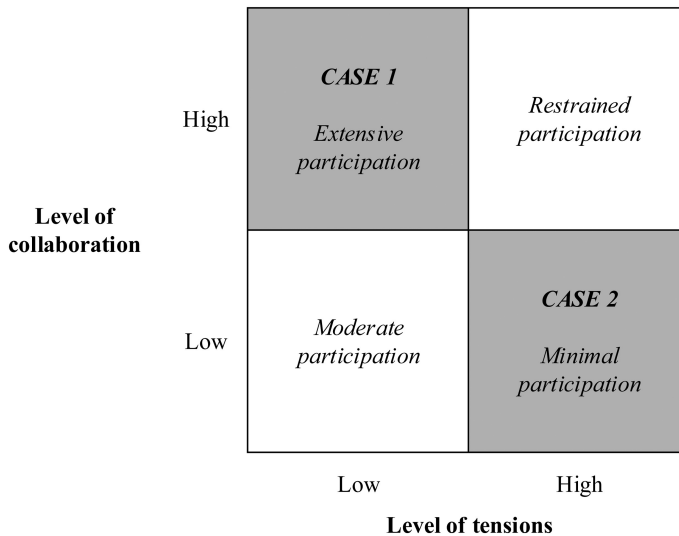 CASE 1
Extensive
participation
Restrained
participation
High
Level of
collaboration
CASE 2
Low
Moderate
participation
Minimal
participation
Low
High
Level of tensions